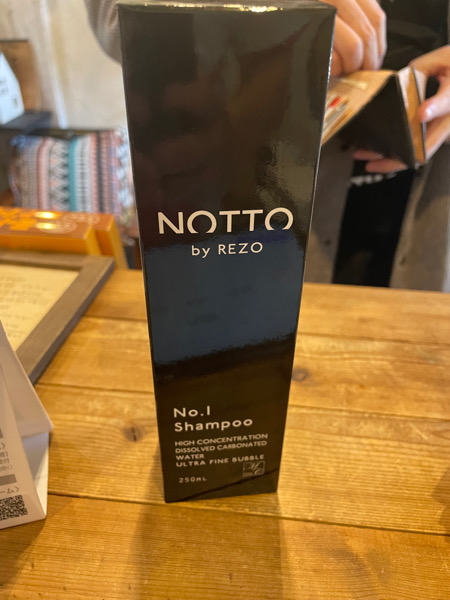 NOTTO
by REZO
No.1
Shampoo
HIGH CONCENTRATION
DISSOLVED CARBONATED
WATER
ULTRA FINE BUBBLE
250mL